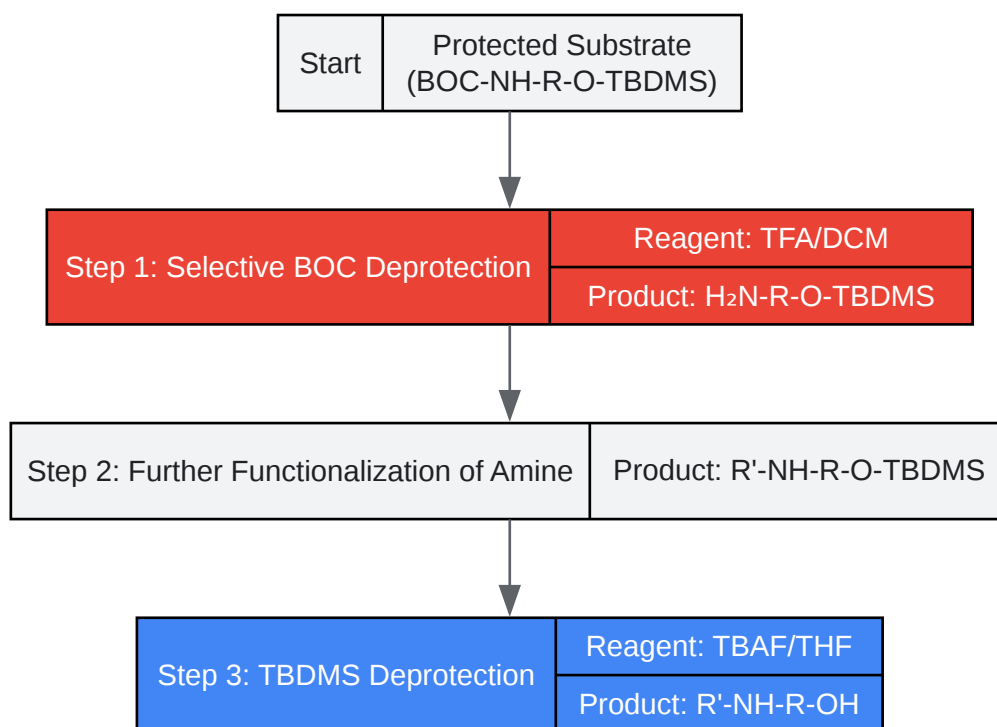 Start
Protected Substrate
(BOC-NH-R-O-TBDMS)
Step 1: Selective BOC Deprotection
Reagent: TFA/DCM
Product: H₂N-R-O-TBDMS
Step 2: Further Functionalization of Amine
Product: R'-NH-R-O-TBDMS
Step 3: TBDMS Deprotection
Reagent: TBAF/THF
Product: R'-NH-R-OH